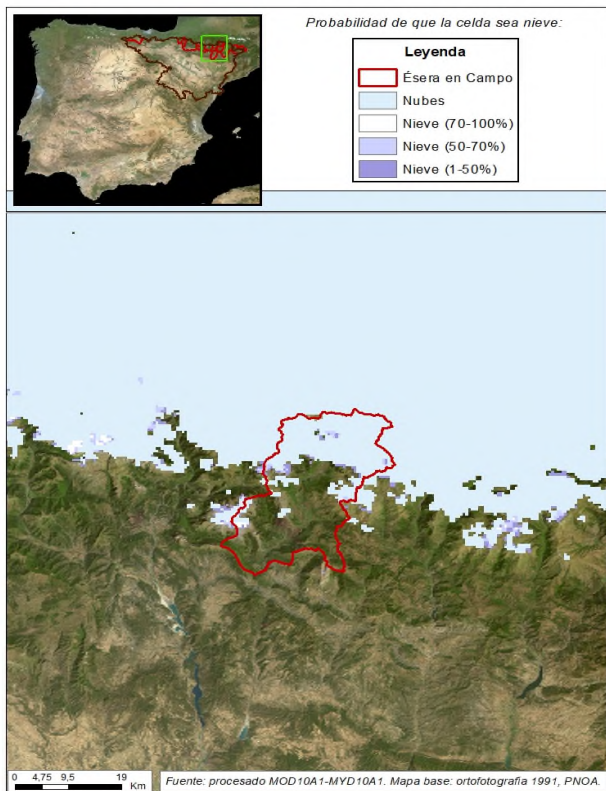 Probabilidad de que la celda sea nieve:
Leyenda
Ésera en Campo
Nubes
Nieve (70-100%)
Nieve (50-70%)
Nieve (1-50%)
0 4,75 9,5 19
Km
Fuente: procesado MOD10A1-MYD10A1. Mapa base: ortofotografía 1991, PNOA.